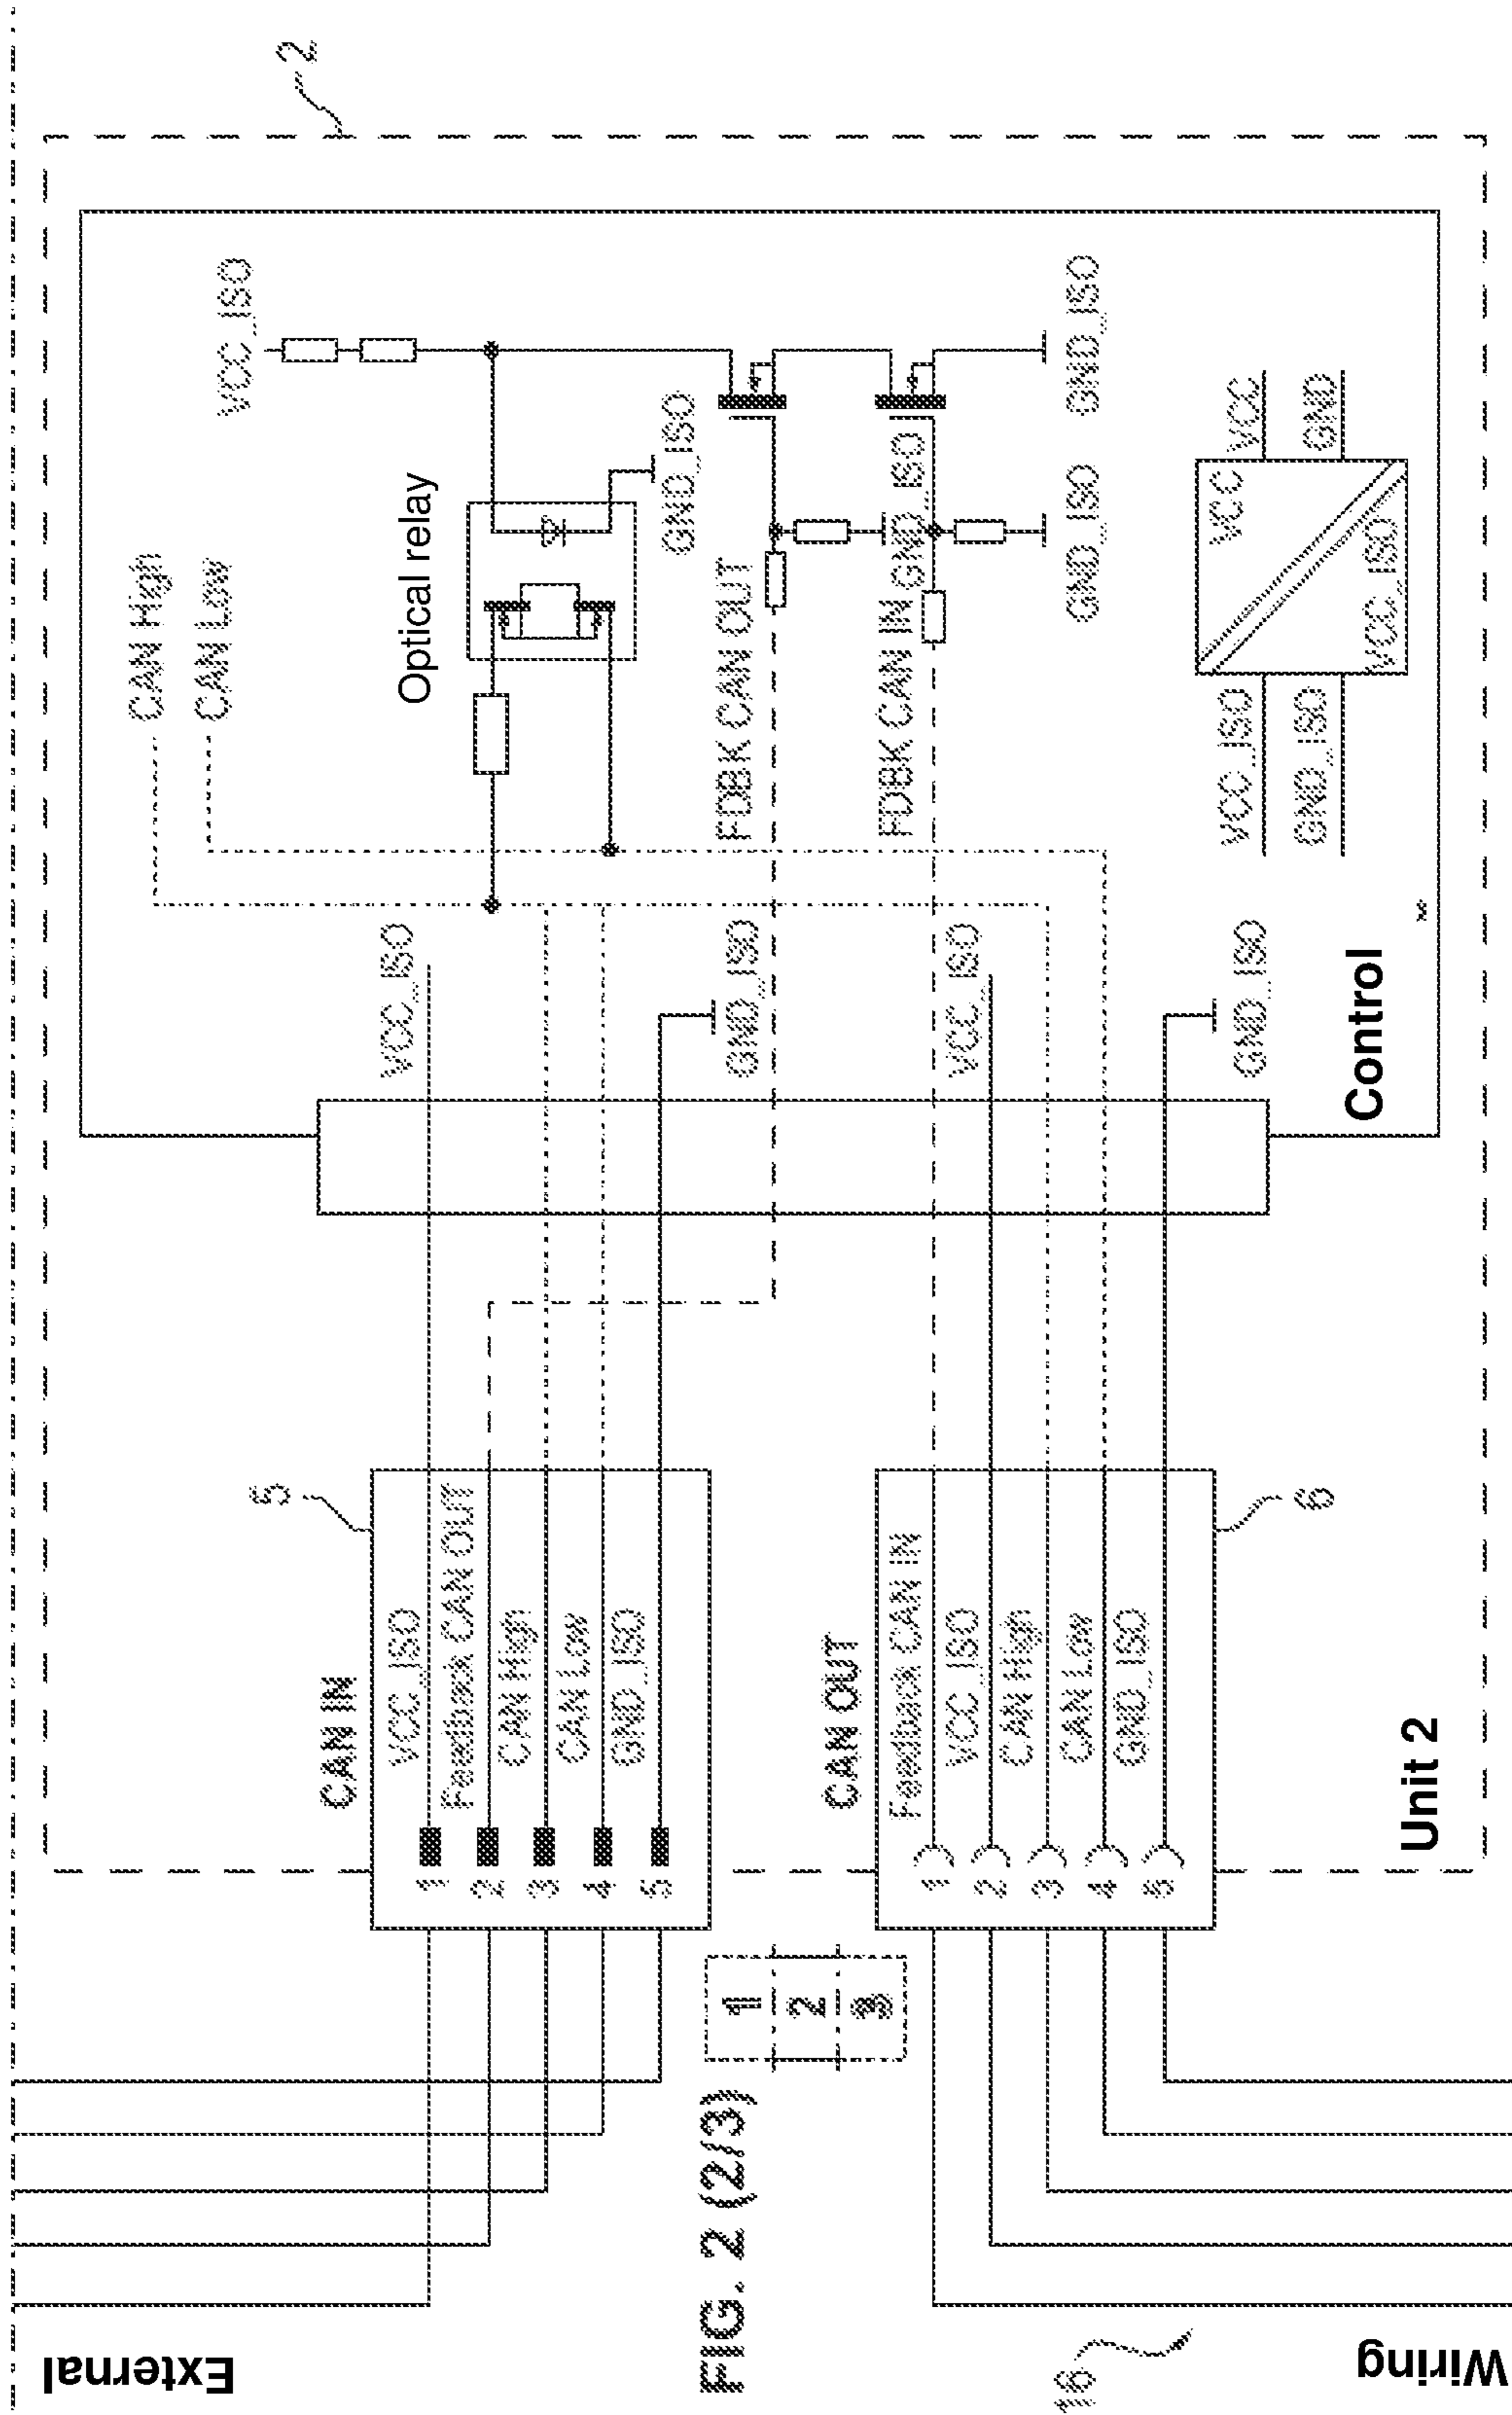 External
Wiring
16
FIG. 2 (2/3)
1
2
3
2
Unit 2
Control
5
CAN IN
1
2
3
4
5
VCC_ISO
Feedback CAN OUT
CAN High
CAN Low
GND_ISO
6
CAN OUT
1
2
3
4
5
Feedback CAN IN
VCC_ISO
CAN High
CAN Low
GND_ISO
VCC_ISO
GND_ISO
VCC_ISO
GND_ISO
CAN High
CAN Low
Optical relay
VCC_ISO
GND_ISO
FDBK CAN OUT
GND_ISO
FDBK CAN IN
GND_ISO
GND_ISO
VCC_ISO
GND_ISO
VCC
VCC_ISO
VCC
GND